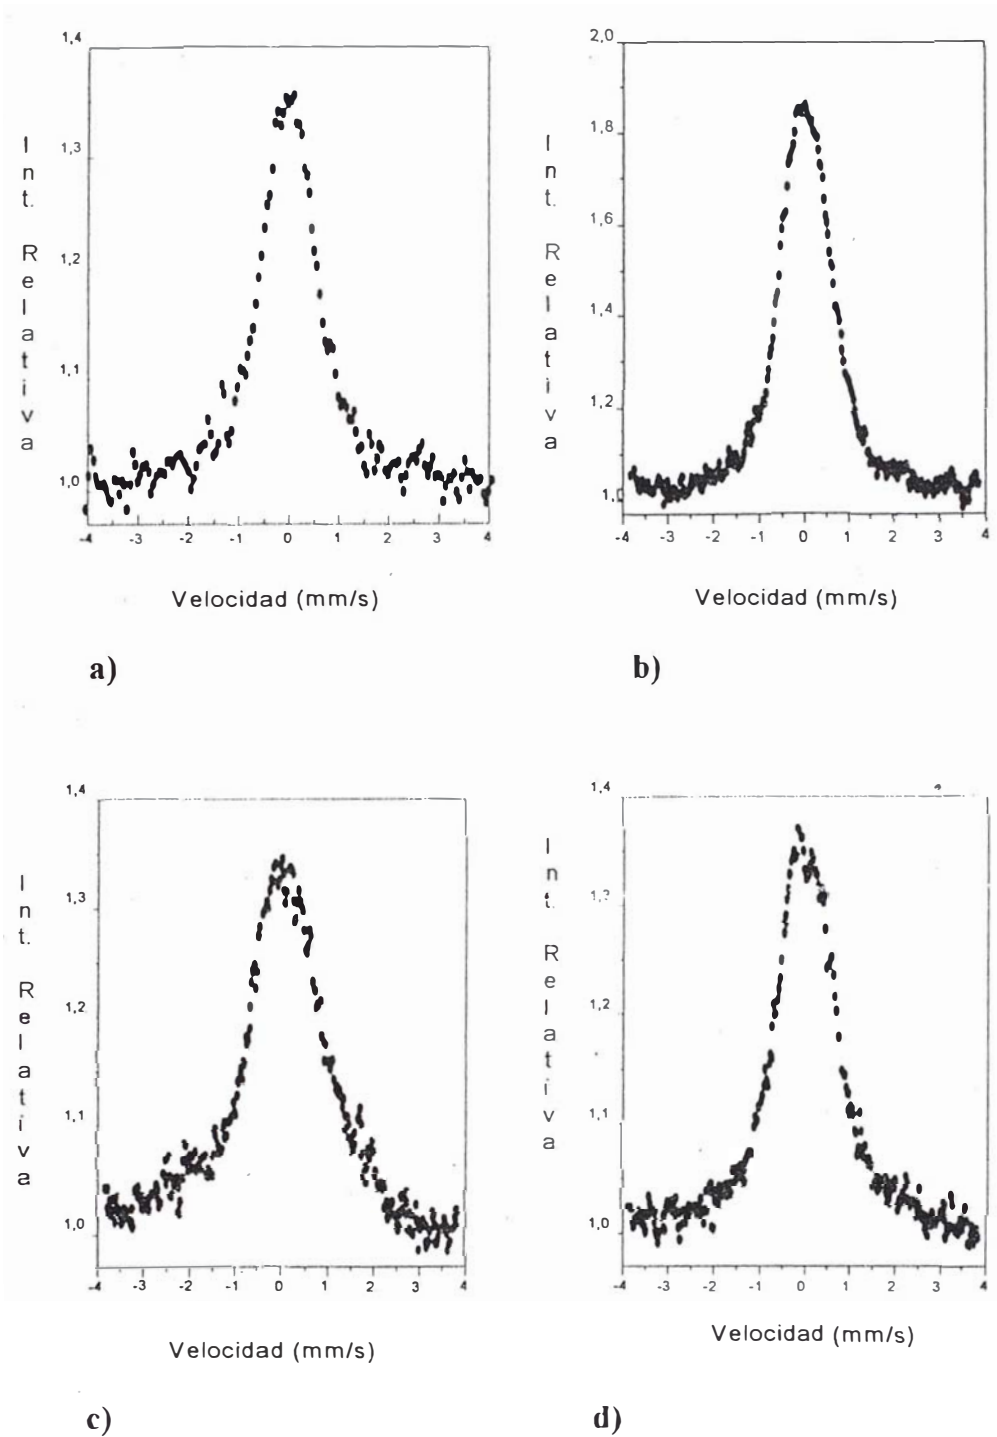 1,4
1,3
1,2
1,1
1,0
Int. Relativa
-4 -3 -2 -1 0 1 2 3 4
Velocidad (mm/s)
a)
2,0
1,8
1,6
1,4
1,2
1,0
Int. Relativa
-4 -3 -2 -1 0 1 2 3 4
Velocidad (mm/s)
b)
1,4
1,3
1,2
1,1
1,0
Int. Relativa
-4 -3 -2 -1 0 1 2 3 4
Velocidad (mm/s)
c)
1,4
1,3
1,2
1,1
1,0
Int. Relativa
-4 -3 -2 -1 0 1 2 3 4
Velocidad (mm/s)
d)